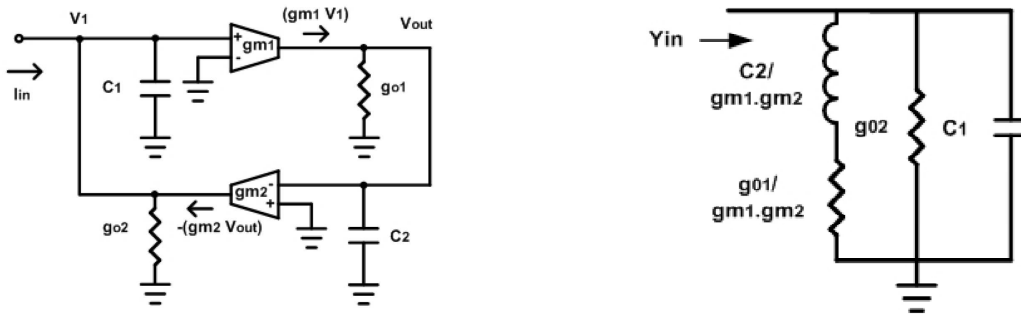 V1
(gm1 V1)
Vout
+
gm1
-
Iin
C1
go1
gm2
-
+
go2
-(gm2 Vout)
C2
Yin
C2/
gm1.gm2
g02
C1
g01/
gm1.gm2